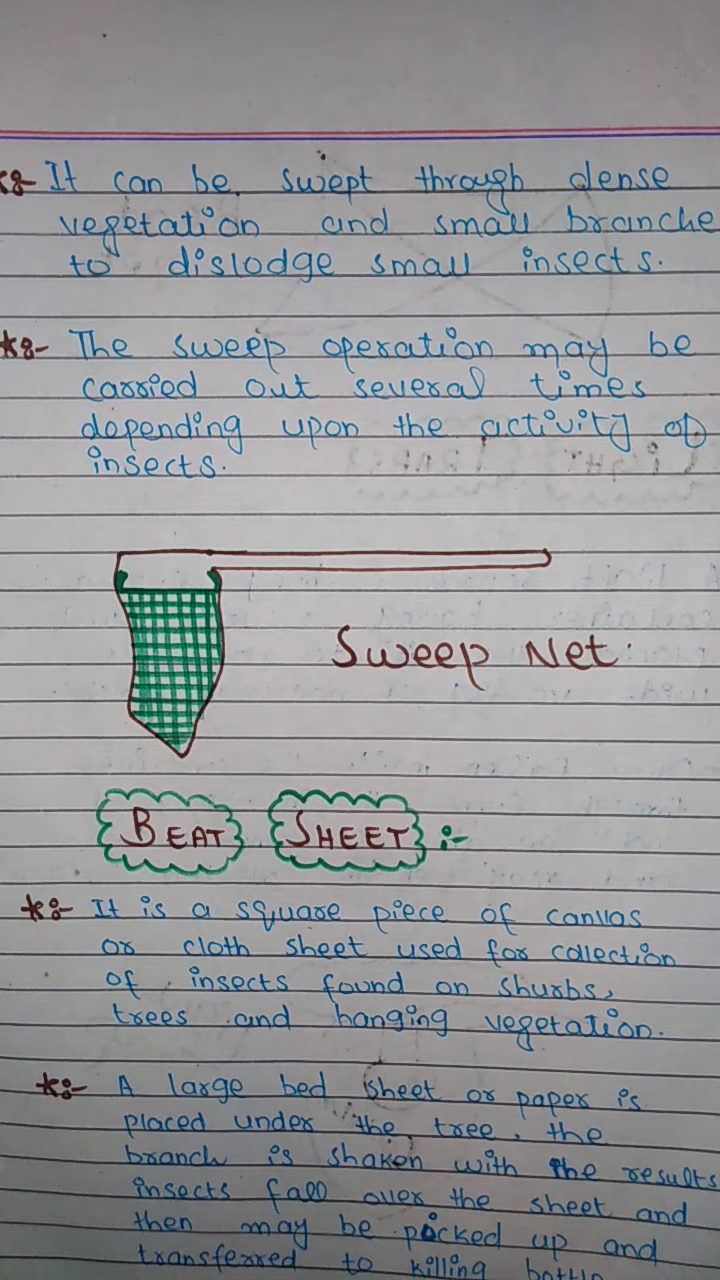 *:- It can be swept through dense
vegetation and small branche
to dislodge small insects.
*:- The sweep operation may be
carried out several times
depending upon the activity of
insects.
Sweep Net
BEAT SHEET :-
*:- It is a square piece of canvas
or cloth sheet used for collection
of insects found on shurbs,
trees and hanging vegetation.
*:- A large bed sheet or paper is
placed under the tree, the
branch is shaken with the results
insects fall over the sheet and
then may be picked up and
transferred to killing